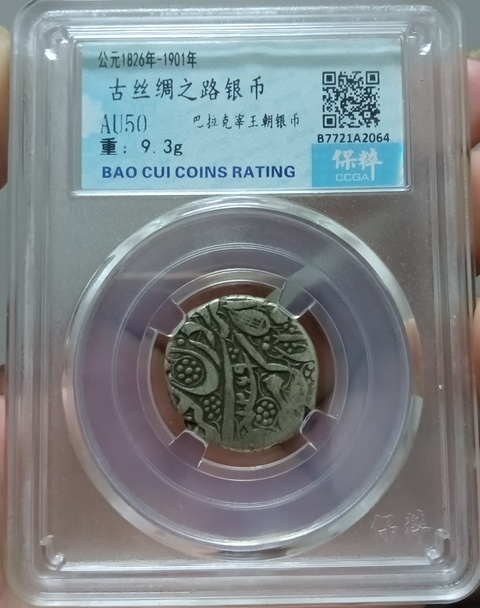 公元1826年-1901年
古丝绸之路银币
AU50
巴拉克宰王朝银币
重: 9.3g
B7721A2064
BAO CUI COINS RATING
保粹
CCGA
保粹